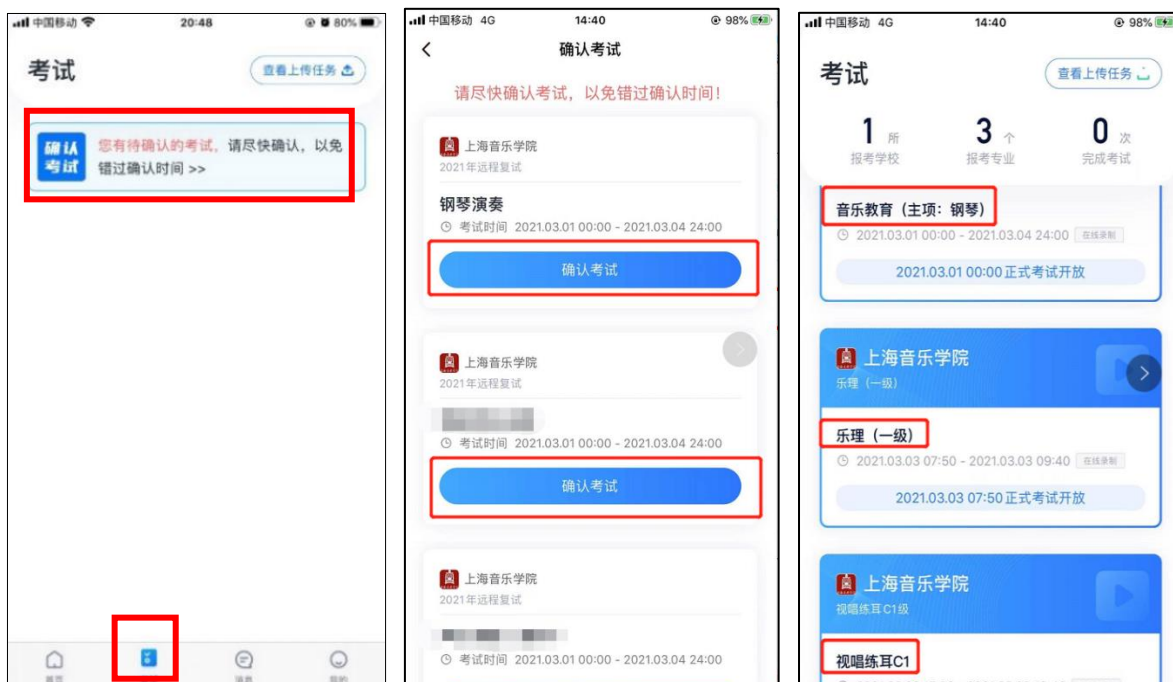 中国移动
20:48
80%
考试
查看上传任务
确认
考试
您有待确认的考试,请尽快确认,以免
错过确认时间 >>
首页
消息
我的
中国移动 4G
14:40
98%
确认考试
请尽快确认考试,以免错过确认时间!
上海音乐学院
2021年远程复试
钢琴演奏
考试时间 2021.03.01 00:00 - 2021.03.04 24:00
确认考试
上海音乐学院
2021年远程复试
考试时间 2021.03.01 00:00 - 2021.03.04 24:00
确认考试
上海音乐学院
2021年远程复试
考试时间 2021.03.01 00:00 - 2021.03.04 24:00
中国移动 4G
14:40
98%
考试
查看上传任务
1 所
报考学校
3 个
报考专业
0 次
完成考试
音乐教育(主项:钢琴)
2021.03.01 00:00 - 2021.03.04 24:00 在线录制
2021.03.01 00:00 正式考试开放
上海音乐学院
乐理(一级)
乐理(一级)
2021.03.03 07:50 - 2021.03.03 09:40 在线录制
2021.03.03 07:50 正式考试开放
上海音乐学院
视唱练耳C1级
视唱练耳C1